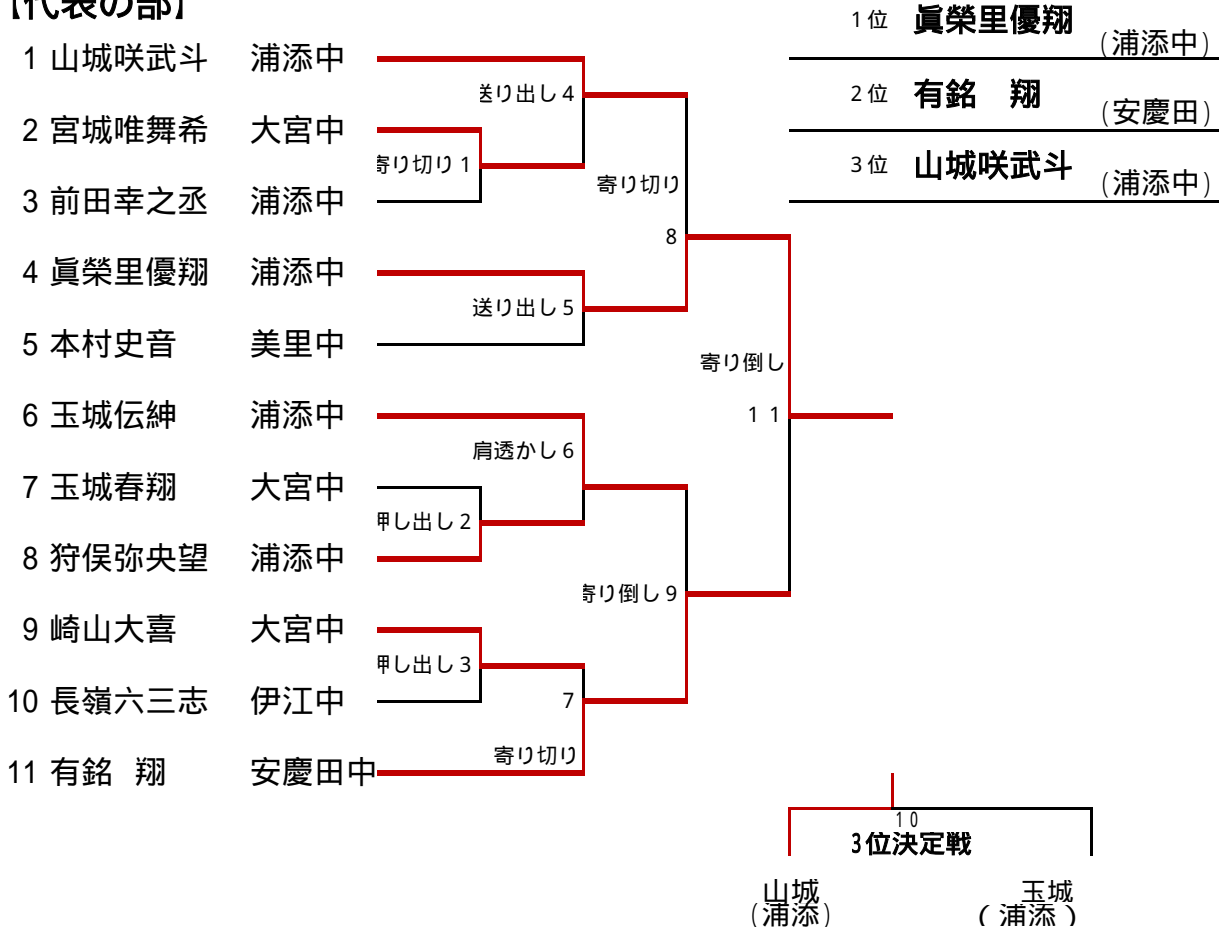 【代表の部】
1 山城咲武斗 浦添中
2 宮城唯舞希 大宮中
3 前田幸之丞 浦添中
4 眞榮里優翔 浦添中
5 本村史音 美里中
6 玉城伝紳 浦添中
7 玉城春翔 大宮中
8 狩俣弥央望 浦添中
9 崎山大喜 大宮中
10 長嶺六三志 伊江中
11 有銘 翔 安慶田中
送り出し 4
寄り切り 1
寄り切り
8
送り出し 5
寄り倒し
11
肩透かし 6
押し出し 2
寄り倒し 9
押し出し 3
7
寄り切り
1位 眞榮里優翔 (浦添中)
2位 有銘 翔 (安慶田)
3位 山城咲武斗 (浦添中)
10
3位決定戦
山城 玉城
(浦添) (浦添)